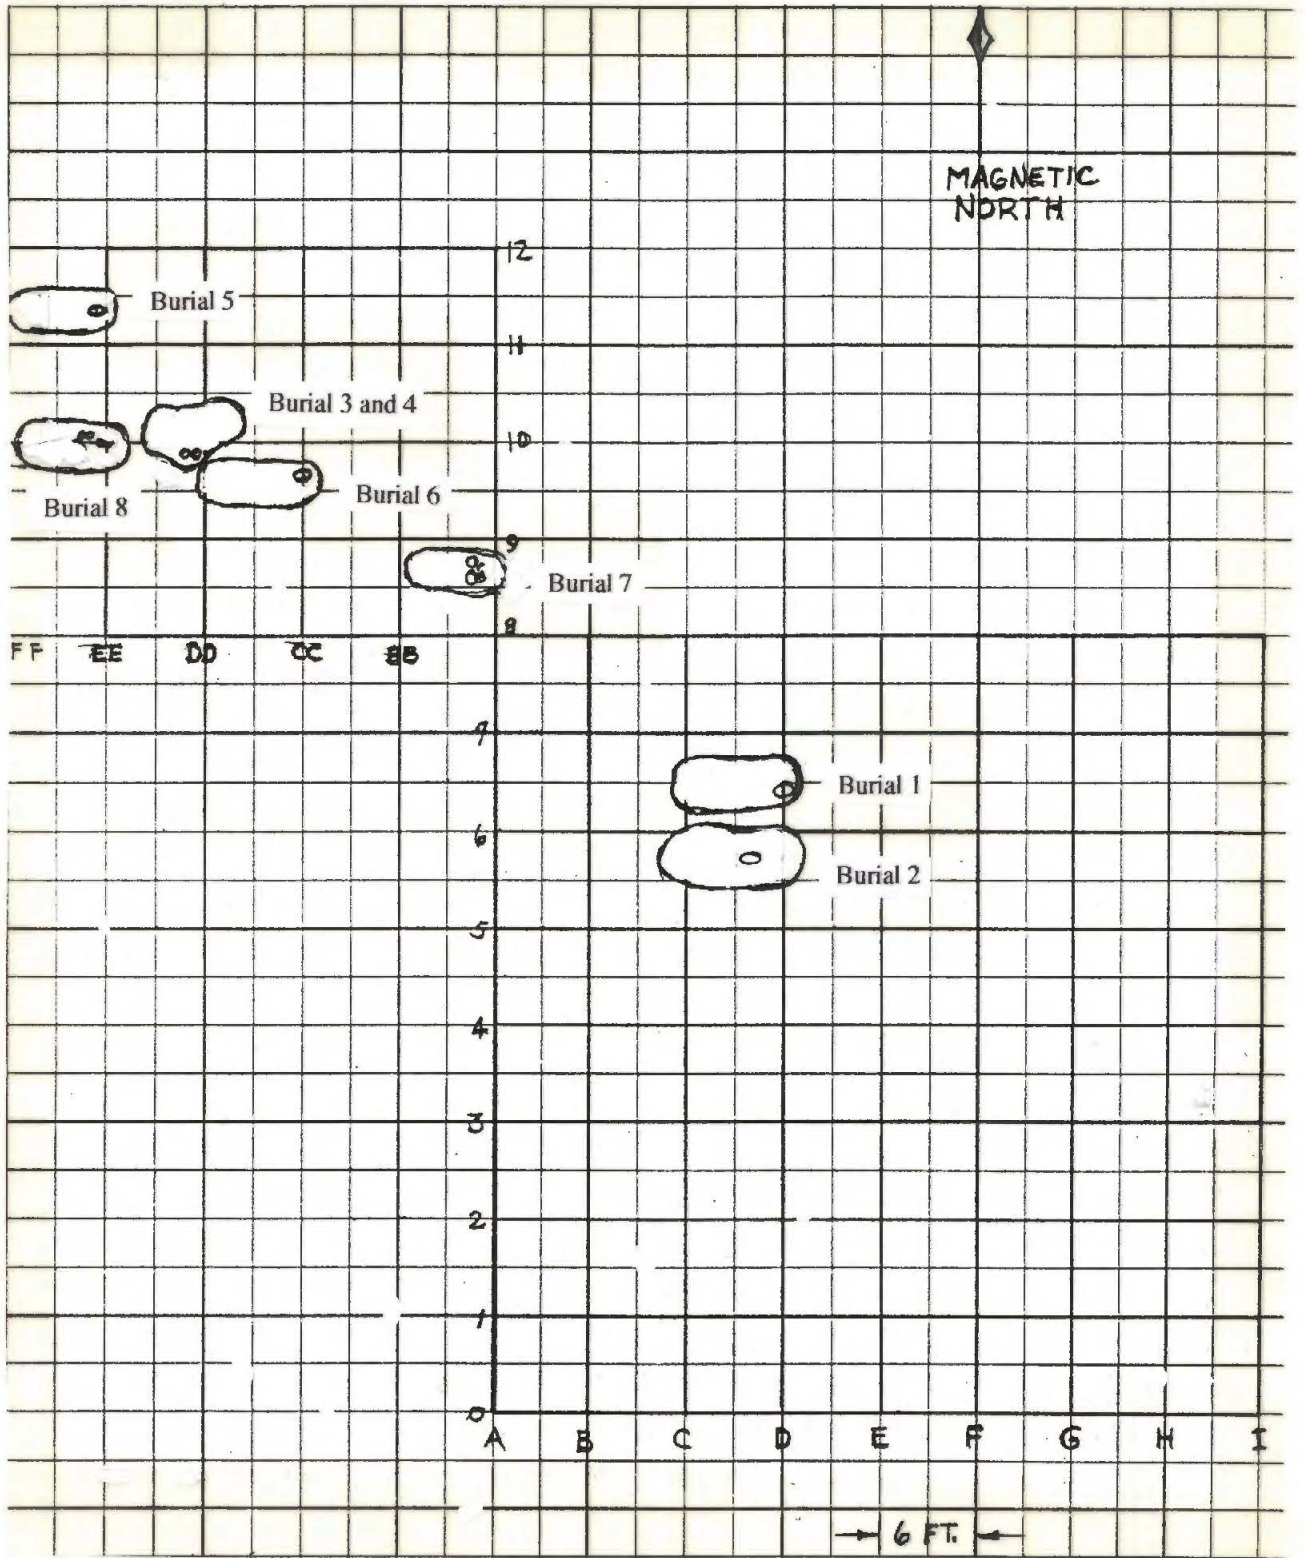 MAGNETIC
NORTH
12
Burial 5
11
Burial 3 and 4
10
Burial 6
Burial 8
9
Burial 7
8
FF EE DD CC BB
7
Burial 1
6
Burial 2
5
4
3
2
1
0
A B C D E F G H I
6 FT.